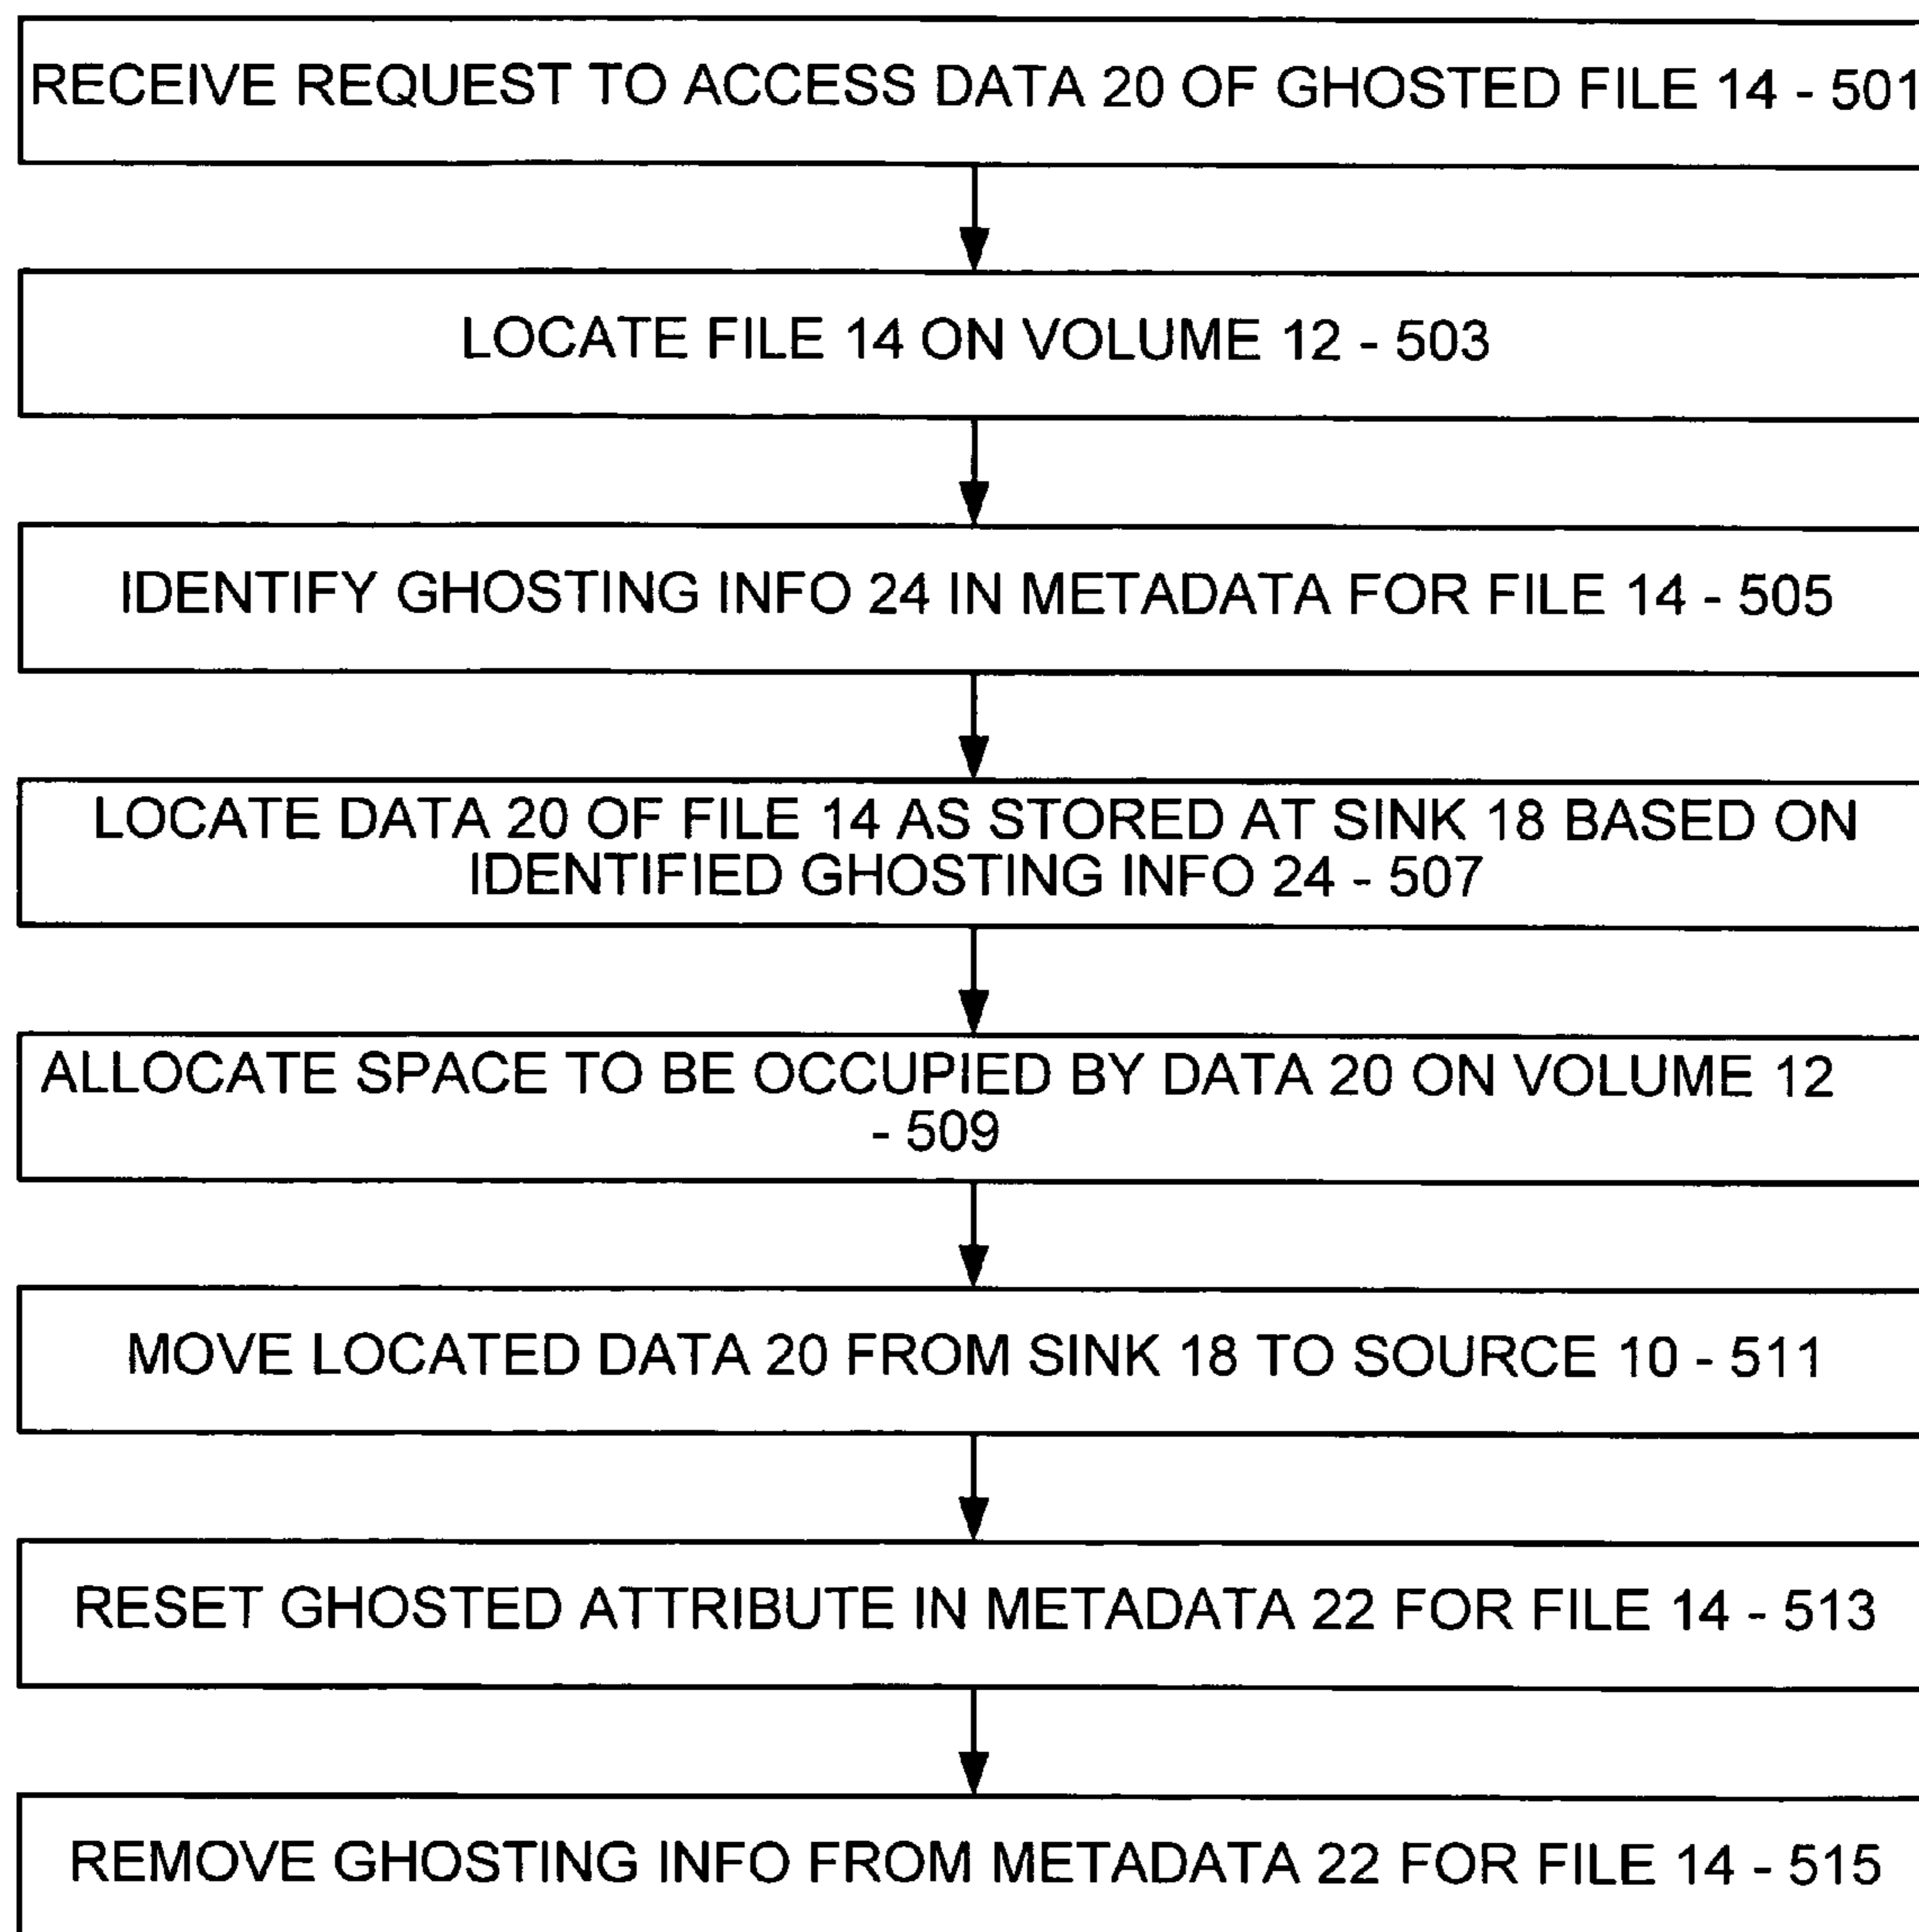 RECEIVE REQUEST TO ACCESS DATA 20 OF GHOSTED FILE 14 - 501
LOCATE FILE 14 ON VOLUME 12 - 503
IDENTIFY GHOSTING INFO 24 IN METADATA FOR FILE 14 - 505
LOCATE DATA 20 OF FILE 14 AS STORED AT SINK 18 BASED ON
IDENTIFIED GHOSTING INFO 24 - 507
ALLOCATE SPACE TO BE OCCUPIED BY DATA 20 ON VOLUME 12
- 509
MOVE LOCATED DATA 20 FROM SINK 18 TO SOURCE 10 - 511
RESET GHOSTED ATTRIBUTE IN METADATA 22 FOR FILE 14 - 513
REMOVE GHOSTING INFO FROM METADATA 22 FOR FILE 14 - 515